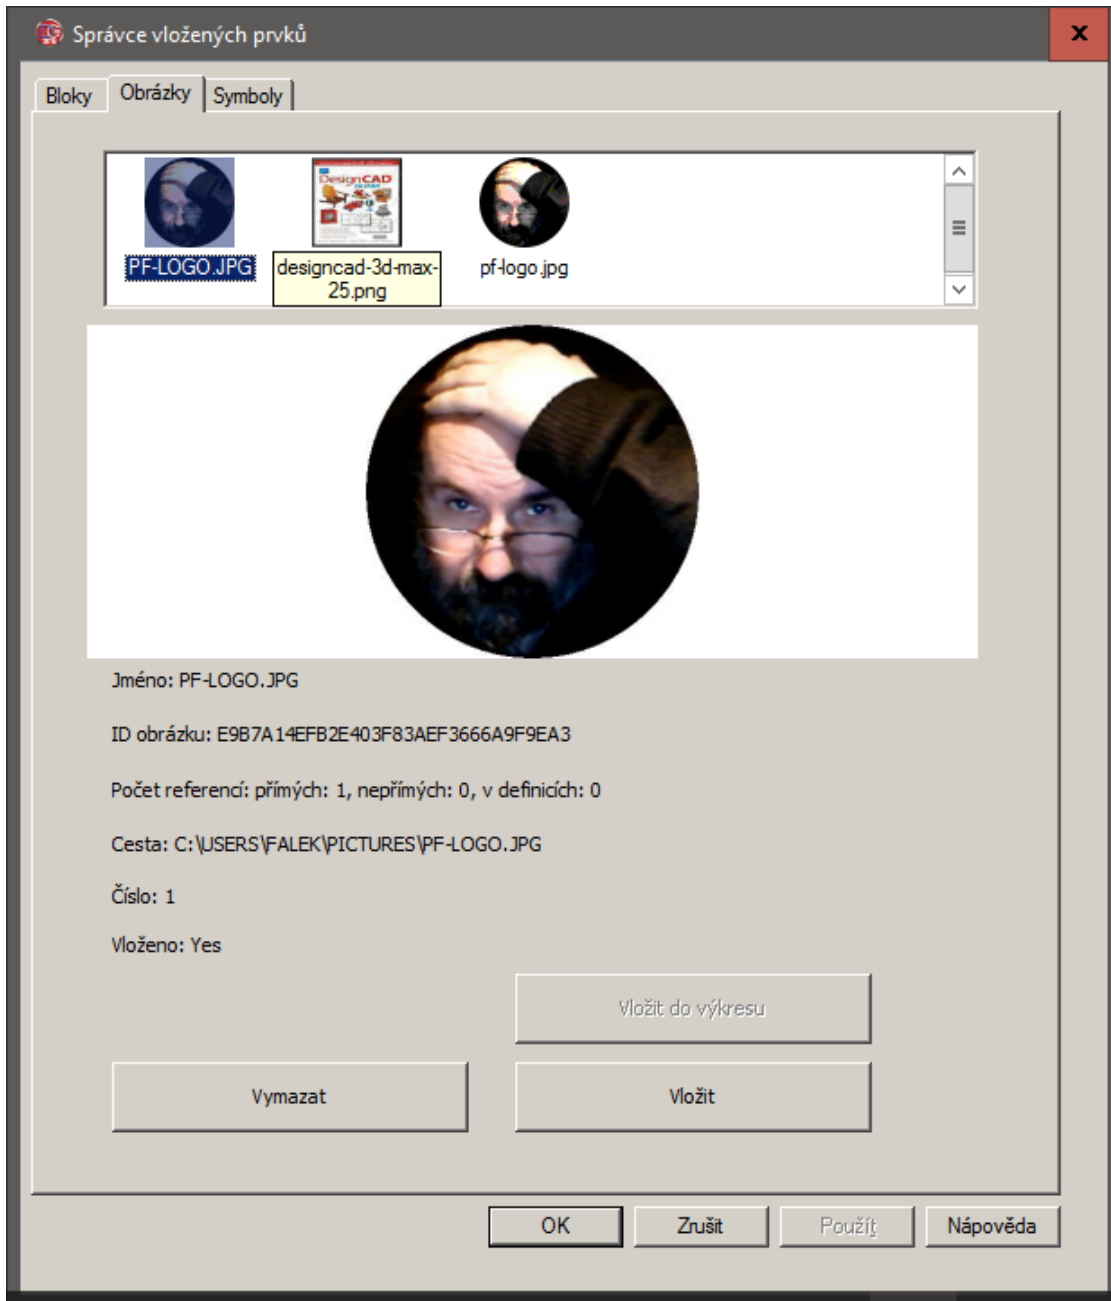 Správce vložených prvků
Bloky
Obrázky
Symboly
DesignCAD
PF-LOGO.JPG
designcad-3d-max-
25.png
pf-logo.jpg
Jméno: PF-LOGO.JPG
ID obrázku: E9B7A14EFB2E403F83AEF3666A9F9EA3
Počet referencí: přímých: 1, nepřímých: 0, v definicích: 0
Cesta: C:\USERS\FALEK\PICTURES\PF-LOGO.JPG
Číslo: 1
Vloženo: Yes
Vložit do výkresu
Vymazat
Vložit
OK
Zrušit
Použít
Nápověda